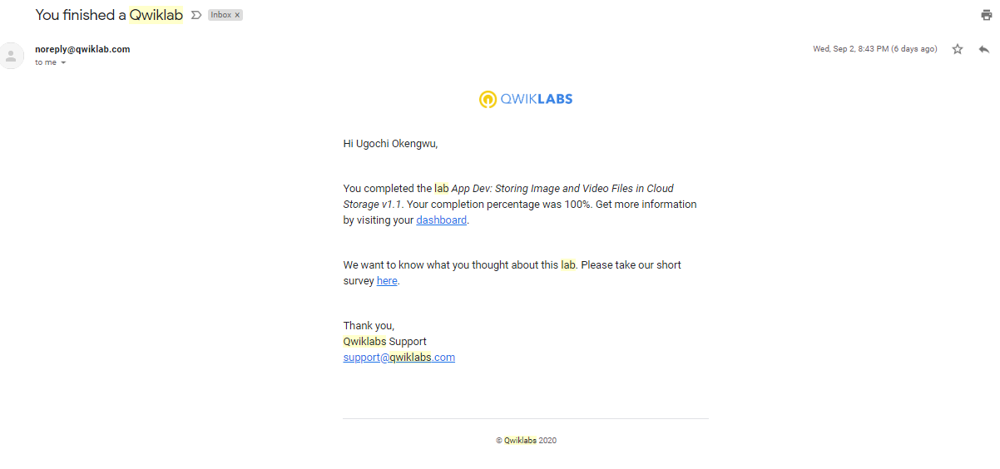 You finished a Qwiklab Inbox x
noreply@qwiklab.com Wed, Sep 2, 8:43 PM (6 days ago)
to me
QWIKLABS
Hi Ugochi Okengwu,
You completed the lab App Dev: Storing Image and Video Files in Cloud
Storage v1.1. Your completion percentage was 100%. Get more information
by visiting your dashboard.
We want to know what you thought about this lab. Please take our short
survey here.
Thank you,
Qwiklabs Support
support@qwiklabs.com
© Qwiklabs 2020